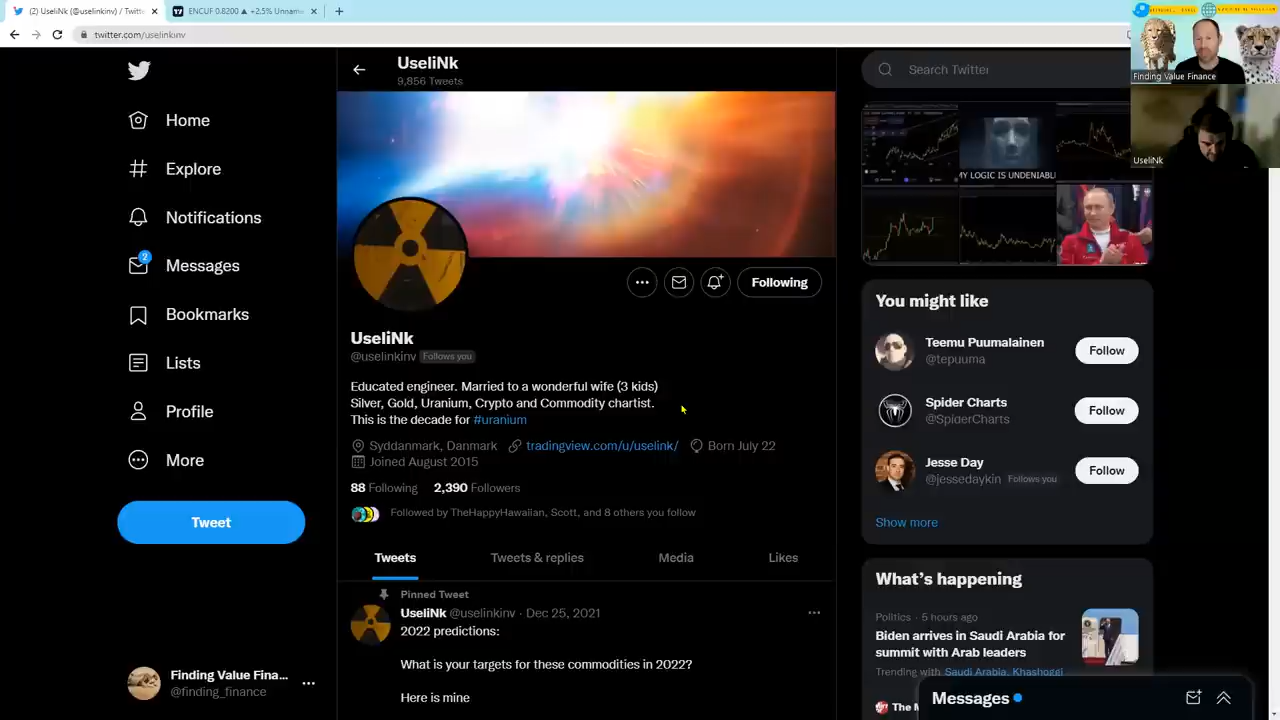 (2) UseliNk (@uselinkinv) / Twitt
ENCUF 0.8200 ▲ +2.5% Unnam
twitter.com/uselinkinv
Finding Value Finance
UseliNk
UseliNk
9,856 Tweets
Search Twitter
MY LOGIC IS UNDENIABL
Home
Explore
Notifications
2
Messages
Bookmarks
Lists
Profile
More
Tweet
Finding Value Fina...
@finding_finance
Following
UseliNk
@uselinkinv Follows you
Educated engineer. Married to a wonderful wife (3 kids)
Silver, Gold, Uranium, Crypto and Commodity chartist.
This is the decade for #uranium
Syddanmark, Danmark tradingview.com/u/uselink/ Born July 22
Joined August 2015
88 Following 2,390 Followers
Followed by TheHappyHawaiian, Scott, and 8 others you follow
Tweets Tweets & replies Media Likes
Pinned Tweet
UseliNk @uselinkinv · Dec 25, 2021
2022 predictions:
What is your targets for these commodities in 2022?
Here is mine
You might like
Teemu Puumalainen
@tepuuma
Follow
Spider Charts
@SpiderCharts
Follow
Jesse Day
@jessedaykin Follows you
Follow
Show more
What's happening
Politics · 5 hours ago
Biden arrives in Saudi Arabia for
summit with Arab leaders
Trending with Saudi Arabia, Khashoggi
The M
Messages